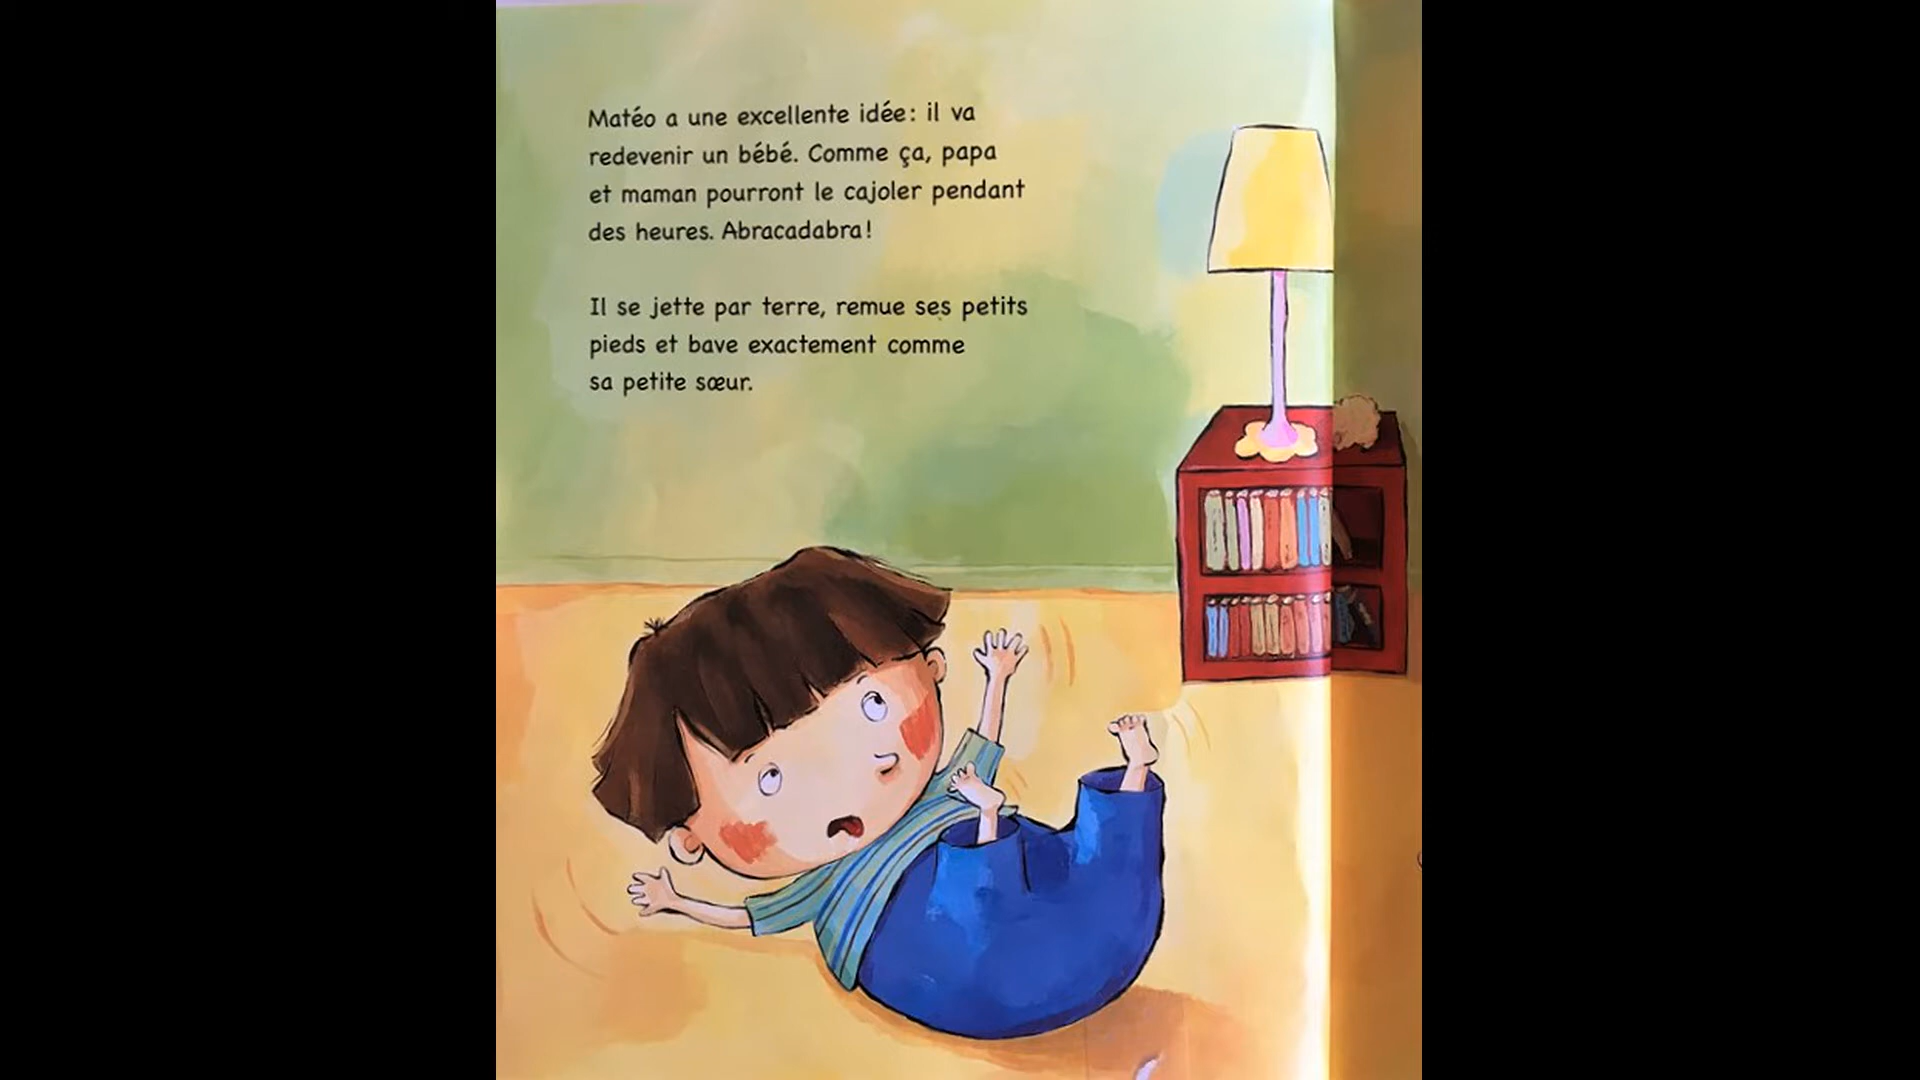 Matéo a une excellente idée: il va
redevenir un bébé. Comme ça, papa
et maman pourront le cajoler pendant
des heures. Abracadabra!
Il se jette par terre, remue ses petits
pieds et bave exactement comme
sa petite sœur.